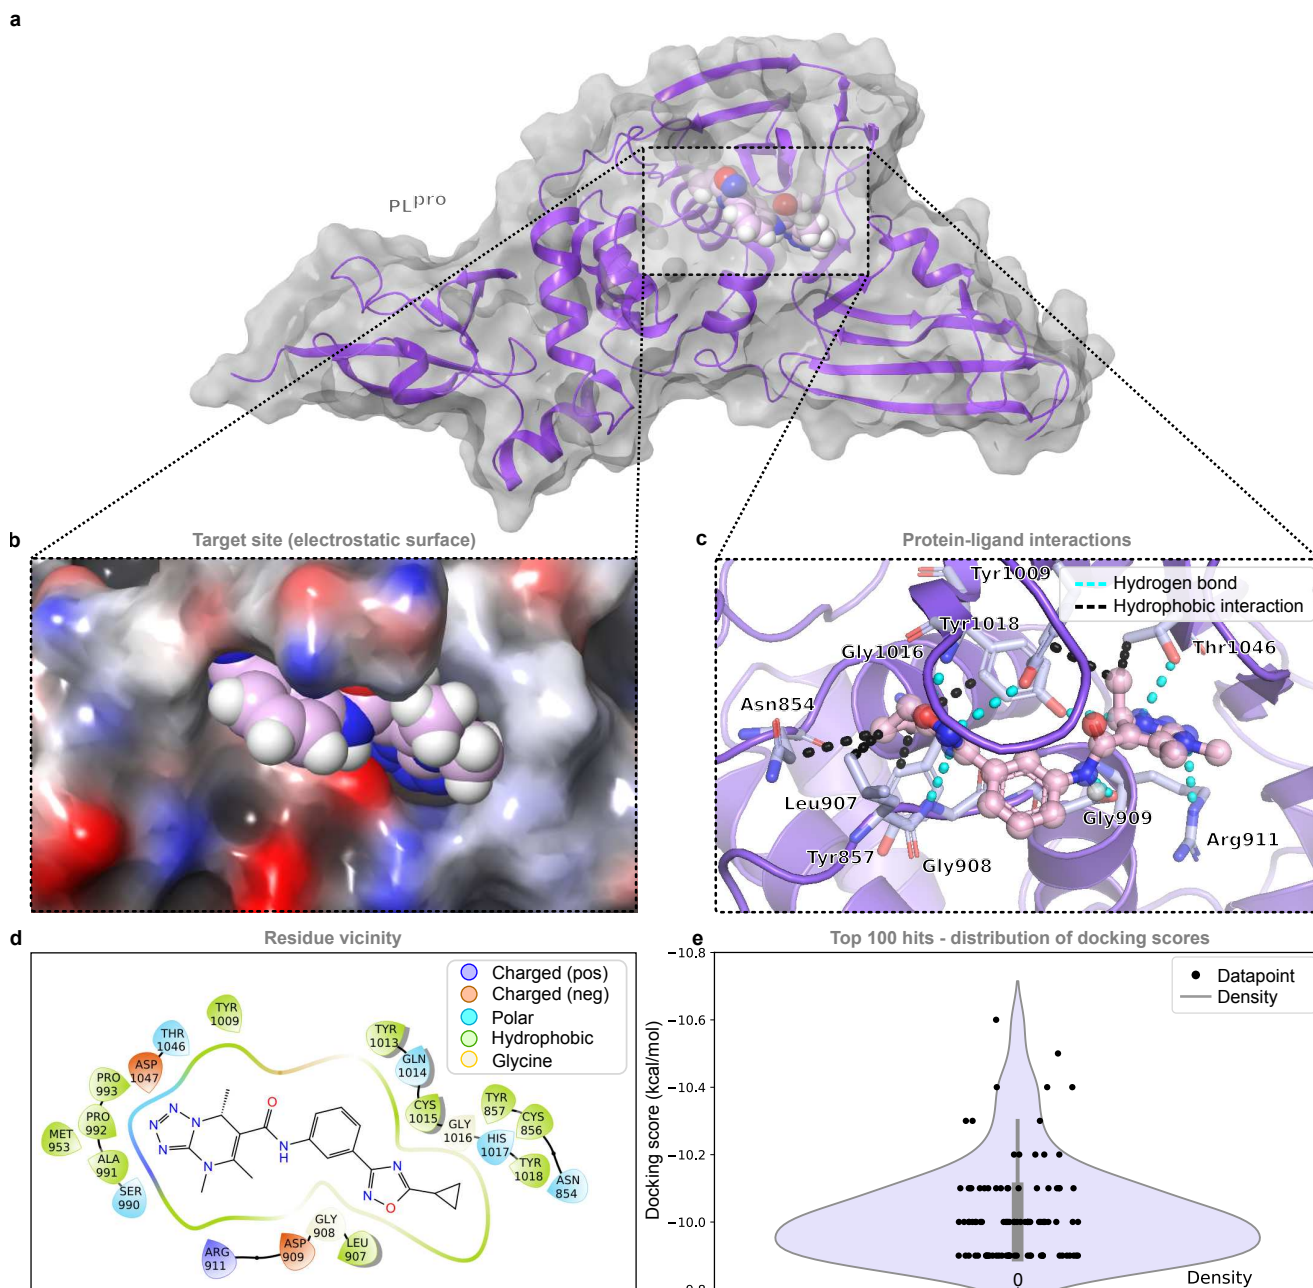 a
PLpro
b
Target site (electrostatic surface)
c
Protein-ligand interactions
Tyr1009
Hydrogen bond
Hydrophobic interaction
Tyr1018
Gly1016
Thr1046
Asn854
Leu907
Gly909
Tyr857
Gly908
Arg911
d
Residue vicinity
Charged (pos)
Charged (neg)
Polar
Hydrophobic
Glycine
TYR
1009
THR
1046
ASP
1047
PRO
993
PRO
992
MET
953
ALA
991
SER
990
TYR
1013
GLN
1014
CYS
1015
GLY
1016
TYR
857
CYS
856
HIS
1017
TYR
1018
ASN
854
GLY
908
ASP
909
LEU
907
ARG
911
N
N
N
N
N
O
N
H
N
N
O
e
Top 100 hits - distribution of docking scores
Docking score (kcal/mol)
−10.8
−10.6
−10.4
−10.2
−10.0
Datapoint
Density
0
Density